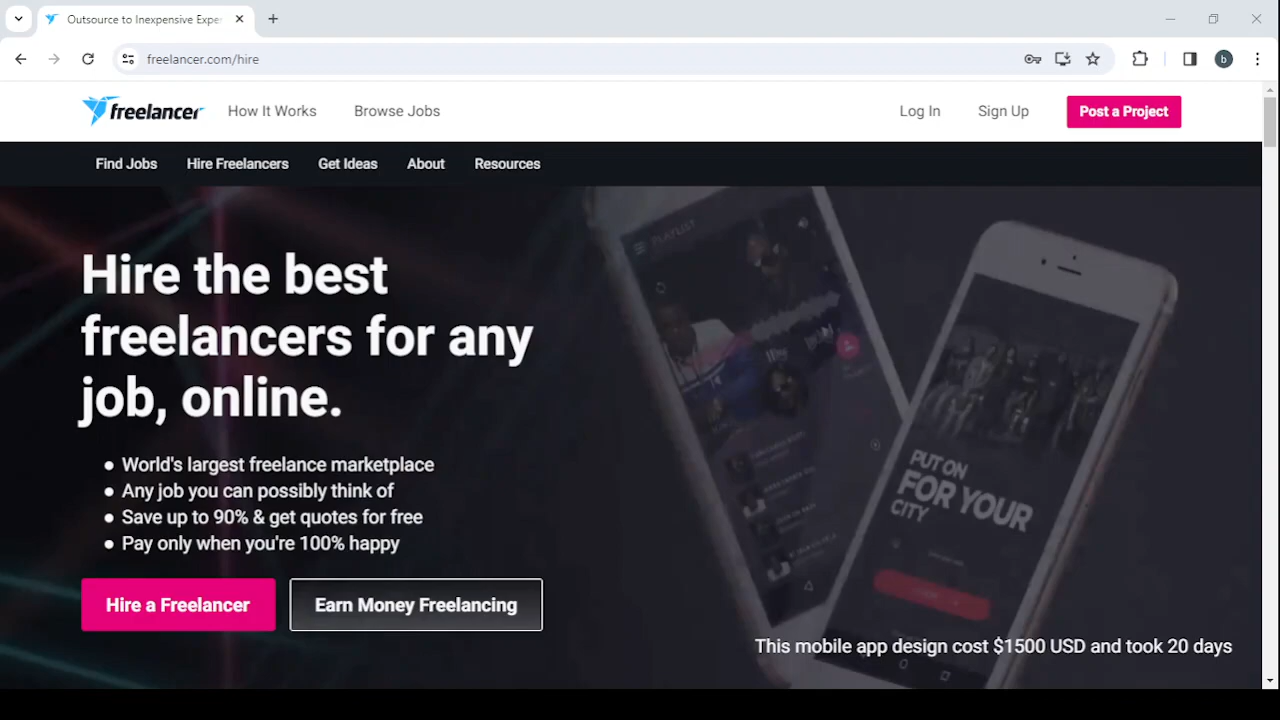 Outsource to Inexpensive Expe
freelancer.com/hire
b
freelancer
How It Works
Browse Jobs
Log In
Sign Up
Post a Project
Find Jobs
Hire Freelancers
Get Ideas
About
Resources
PLAYLIST
Hire the best
freelancers for any
job, online.
World's largest freelance marketplace
Any job you can possibly think of
Save up to 90% & get quotes for free
Pay only when you're 100% happy
PUT ON
FOR YOUR
CITY
Hire a Freelancer
Earn Money Freelancing
This mobile app design cost $1500 USD and took 20 days